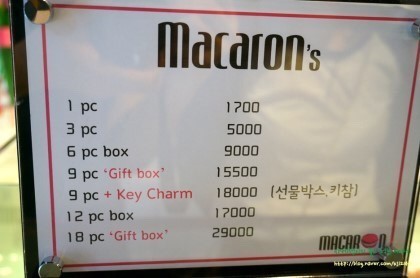 macaron's
1 pc 1700
3 pc 5000
6 pc box 9000
9 pc 'Gift box' 15500
9 pc + Key Charm 18000 (선물박스,키참)
12 pc box 17000
18 pc 'Gift box' 29000
MACARON